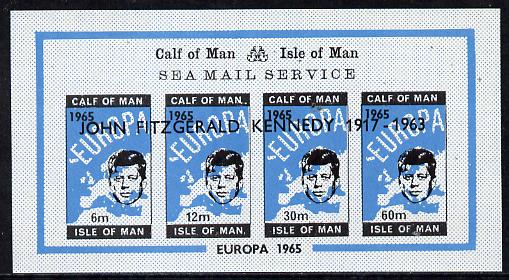 Calf of Man Isle of Man
SEA MAIL SERVICE
CALF OF MAN. CALF OF MAN. CALF OF MAN. CALF OF MAN
1965 1965 1965 1965
JOHN FITZGERALD KENNEDY 1917-1963
EUROPA EUROPA EUROPA EUROPA
6m 12m 30m 60m
ISLE OF MAN. ISLE OF MAN. ISLE OF MAN. ISLE OF MAN.
EUROPA 1965